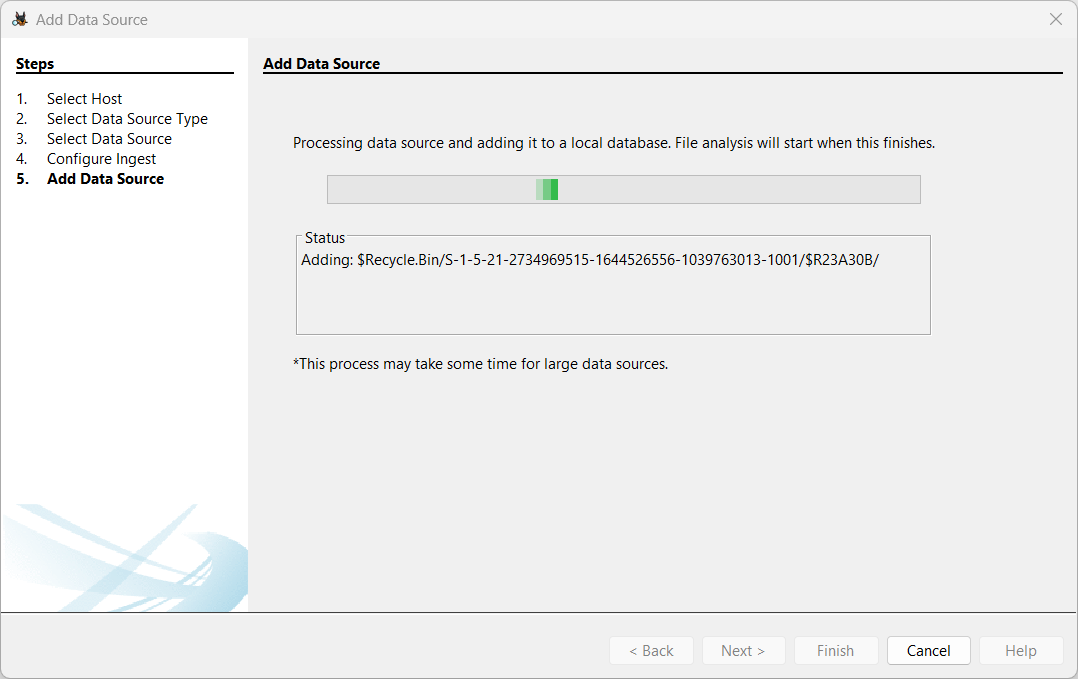 Add Data Source
Steps
1. Select Host
2. Select Data Source Type
3. Select Data Source
4. Configure Ingest
5. Add Data Source
Add Data Source
Processing data source and adding it to a local database. File analysis will start when this finishes.
Status
Adding: $Recycle.Bin/S-1-5-21-2734969515-1644526556-1039763013-1001/$R23A30B/
*This process may take some time for large data sources.
< Back Next > Finish Cancel Help